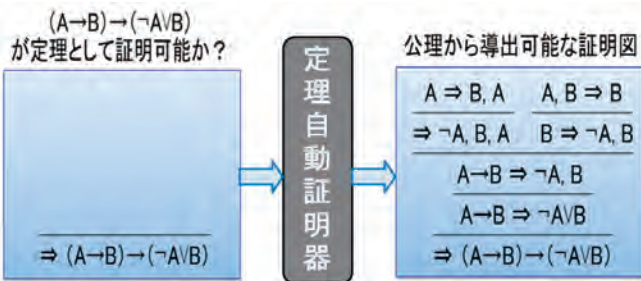 (A→B)→(¬A∨B)
が定理として証明可能か？
⇒ (A→B)→(¬A∨B)
定理自動証明器
公理から導出可能な証明図
A ⇒ B, A    A, B ⇒ B
⇒ ¬A, B, A    B ⇒ ¬A, B
A→B ⇒ ¬A, B
A→B ⇒ ¬A∨B
⇒ (A→B)→(¬A∨B)